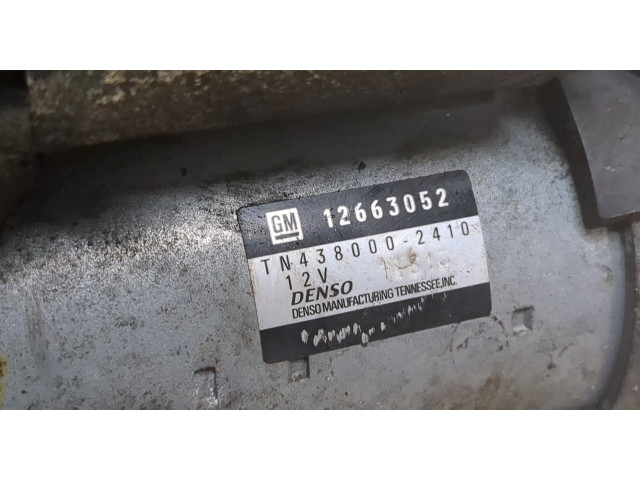 GM 12663052
TN438000-2410
12V
DENSO
DENSO MANUFACTURING TENNESSEE,INC.